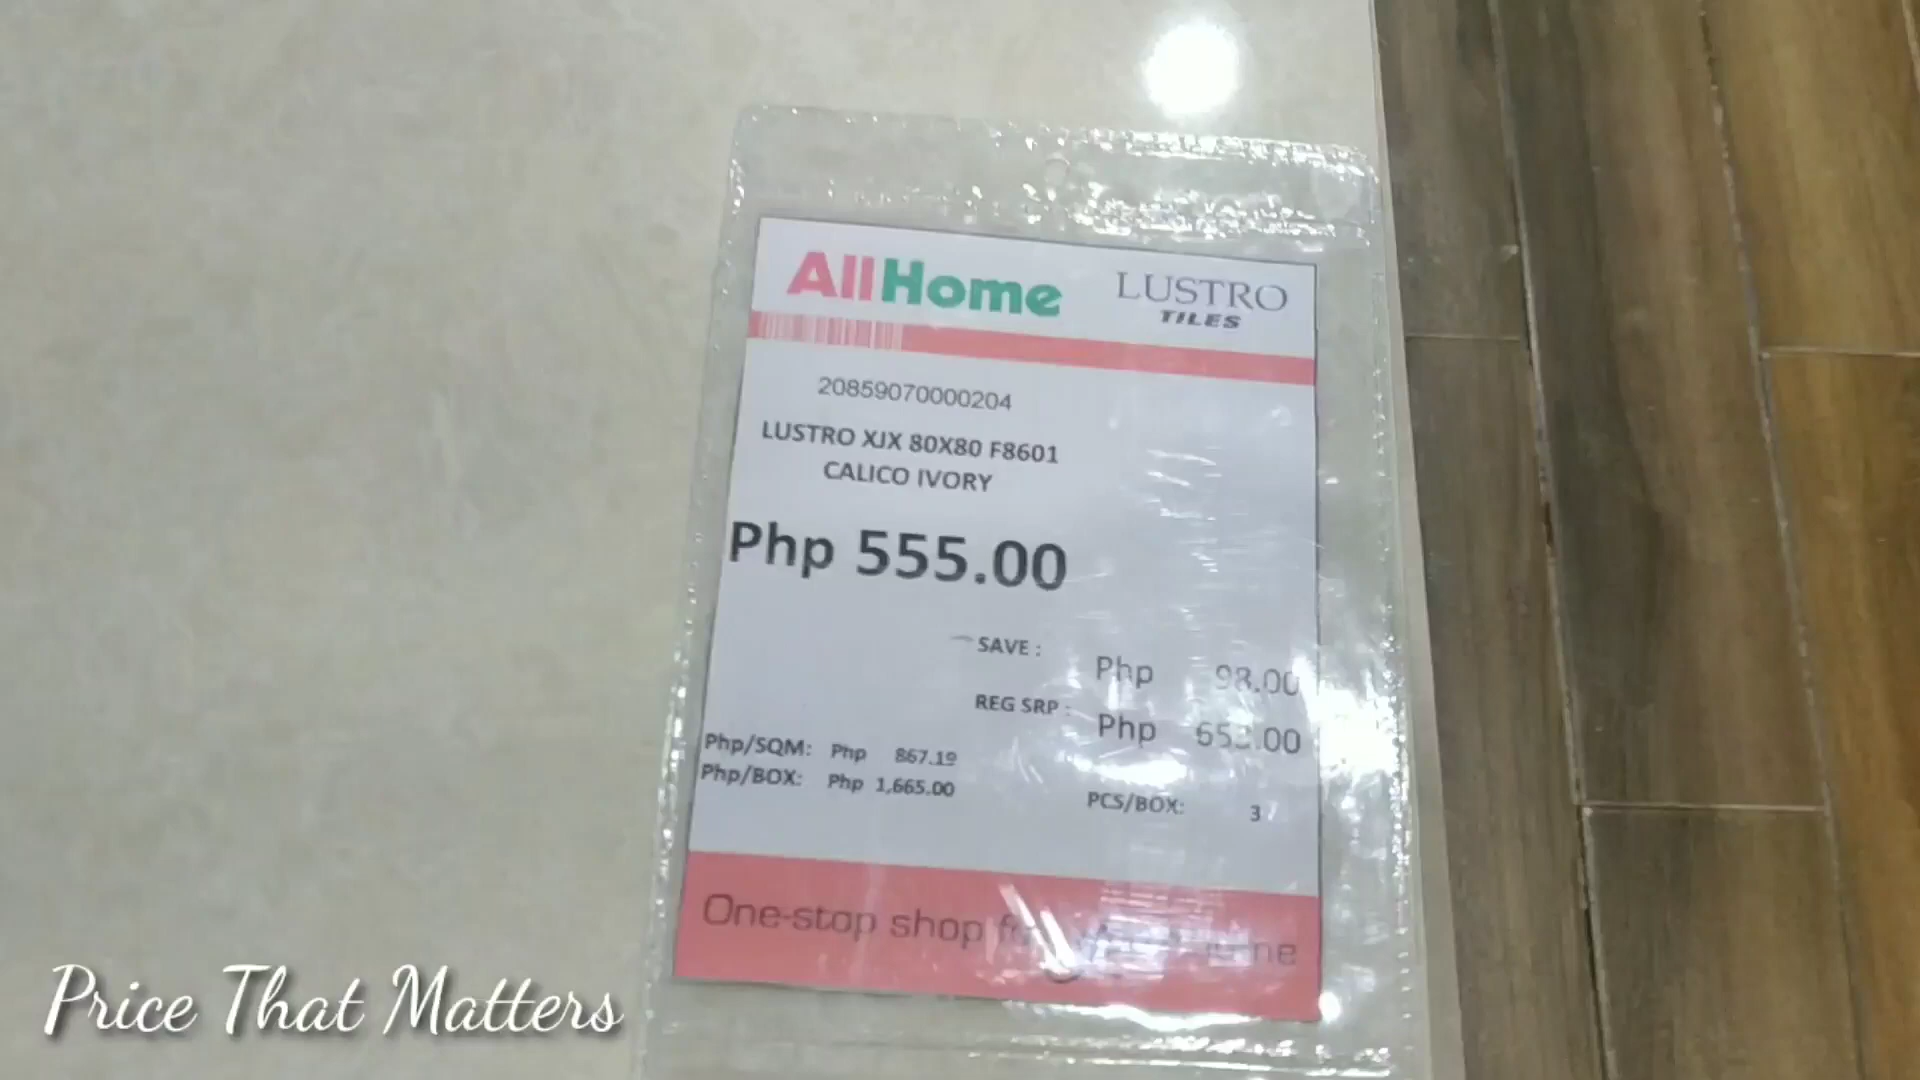 AllHome
LUSTRO
TILES
20859070000204
LUSTRO XJX 80X80 F8601
CALICO IVORY
Php 555.00
SAVE : Php 98.00
REG SRP : Php
Php/SQM: Php 867.19
Php/BOX: Php 1,665.00 PCS/BOX: 3
One-stop shop
Price That Matters